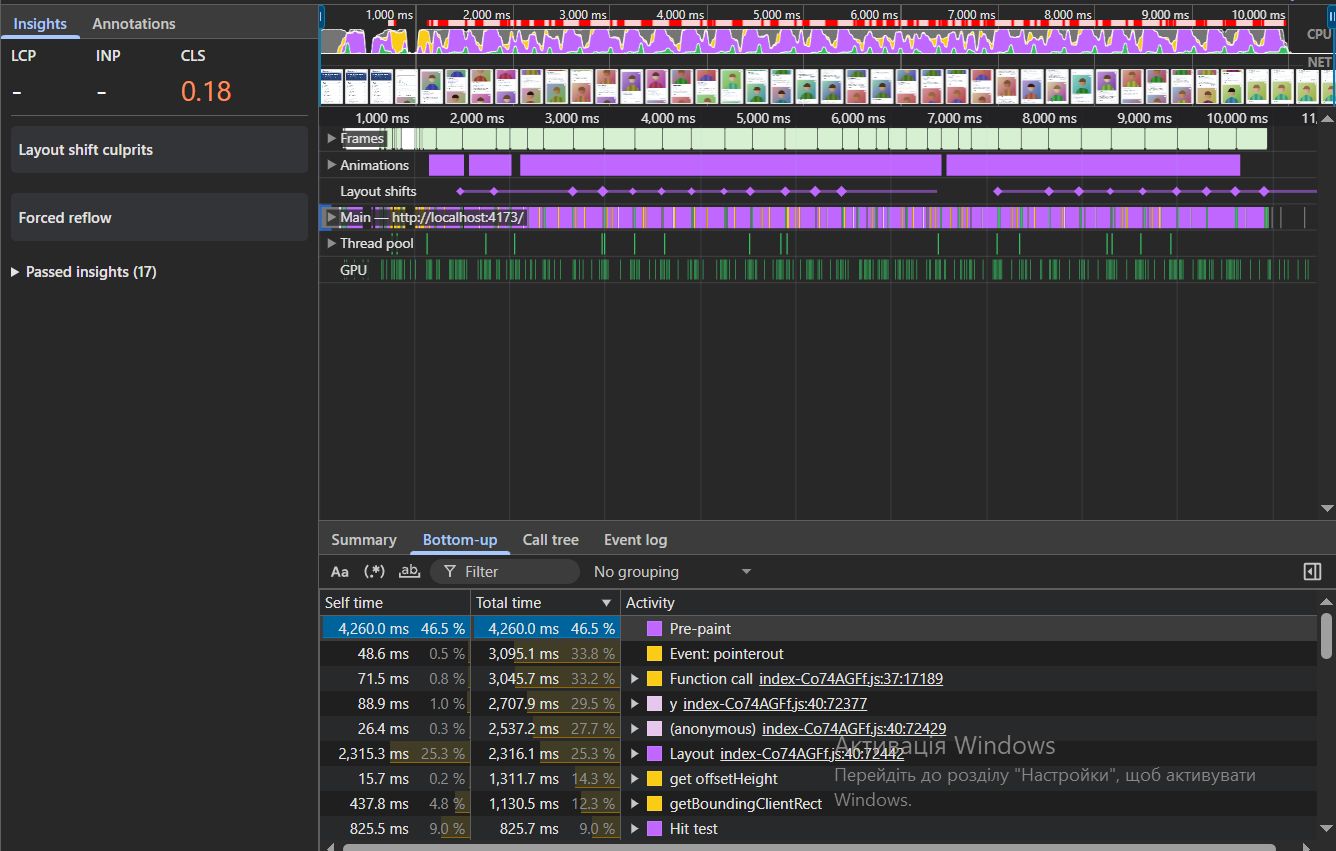 Insights Annotations
LCP INP CLS
- - 0.18
Layout shift culprits
Forced reflow
Passed insights (17)
1,000 ms 2,000 ms 3,000 ms 4,000 ms 5,000 ms 6,000 ms 7,000 ms 8,000 ms 9,000 ms 10,000 ms
CPU
NET
1,000 ms 2,000 ms 3,000 ms 4,000 ms 5,000 ms 6,000 ms 7,000 ms 8,000 ms 9,000 ms 10,000 ms 11,
Frames
Animations
Layout shifts
Main — http://localhost:4173/
Thread pool
GPU
Summary Bottom-up Call tree Event log
Aa (.*) ab Filter No grouping
Self time Total time Activity
4,260.0 ms 46.5 % 4,260.0 ms 46.5 % Pre-paint
48.6 ms 0.5 % 3,095.1 ms 33.8 % Event: pointerout
71.5 ms 0.8 % 3,045.7 ms 33.2 % Function call index-Co74AGFf.js:37:17189
88.9 ms 1.0 % 2,707.9 ms 29.5 % y index-Co74AGFf.js:40:72377
26.4 ms 0.3 % 2,537.2 ms 27.7 % (anonymous) index-Co74AGFf.js:40:72429
2,315.3 ms 25.3 % 2,316.1 ms 25.3 % Layout index-Co74AGFf.js:40:72442
15.7 ms 0.2 % 1,311.7 ms 14.3 % get offsetHeight
437.8 ms 4.8 % 1,130.5 ms 12.3 % getBoundingClientRect
825.5 ms 9.0 % 825.7 ms 9.0 % Hit test
Активація Windows
Перейдіть до розділу "Настройки", щоб активувати
Windows.